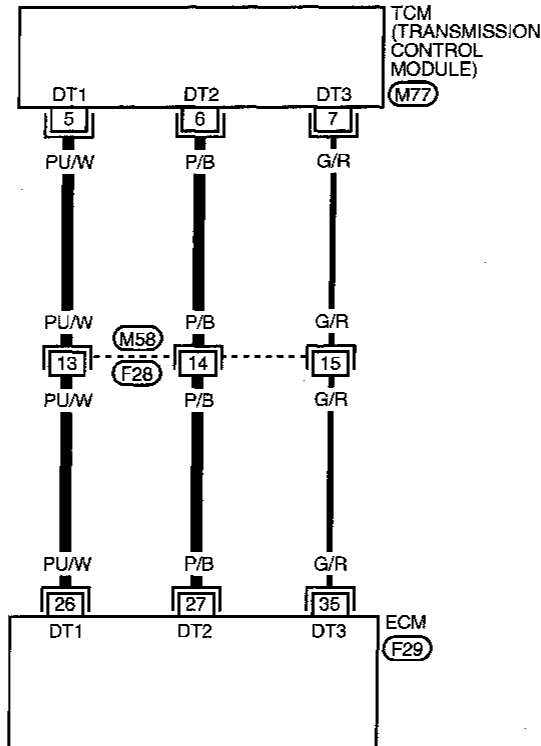 TCM
(TRANSMISSION
CONTROL
MODULE)
M77
DT1 DT2 DT3
5 6 7
PU/W P/B G/R
PU/W P/B G/R
M58
13 14 15
F28
PU/W P/B G/R
PU/W P/B G/R
26 27 35
DT1 DT2 DT3
ECM
F29